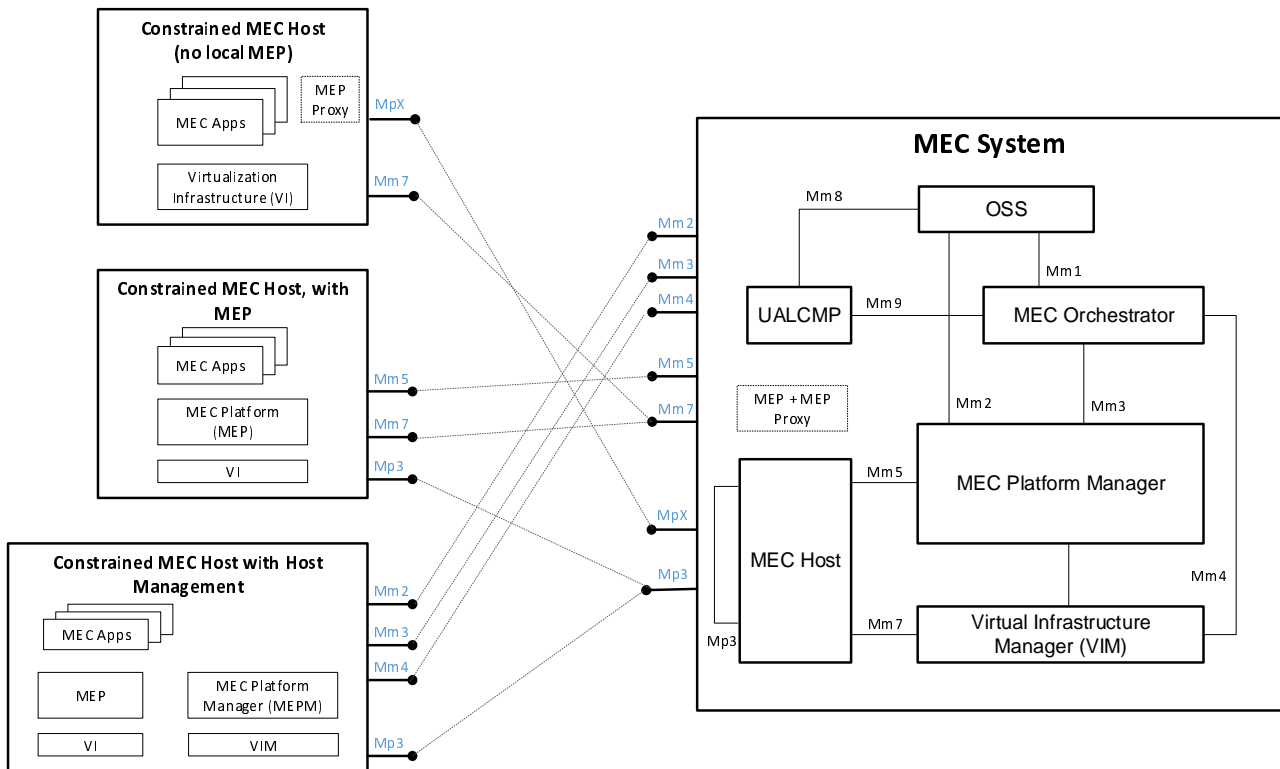 Constrained MEC Host
(no local MEP)
MEC Apps
MEP
Proxy
Virtualization
Infrastructure (VI)
MpX
Mm7
Constrained MEC Host, with
MEP
MEC Apps
MEC Platform
(MEP)
VI
Mm5
Mm7
Mp3
Constrained MEC Host with Host
Management
MEC Apps
MEP
MEC Platform
Manager (MEPM)
VI
VIM
Mm2
Mm3
Mm4
Mp3
Mm2
Mm3
Mm4
Mm5
Mm7
MpX
Mp3
MEC System
Mm8
OSS
Mm1
UALCMP
Mm9
MEC Orchestrator
MEP + MEP
Proxy
Mm2
Mm3
Mm5
MEC Platform Manager
MEC Host
Mm4
Mp3
Mm7
Virtual Infrastructure
Manager (VIM)